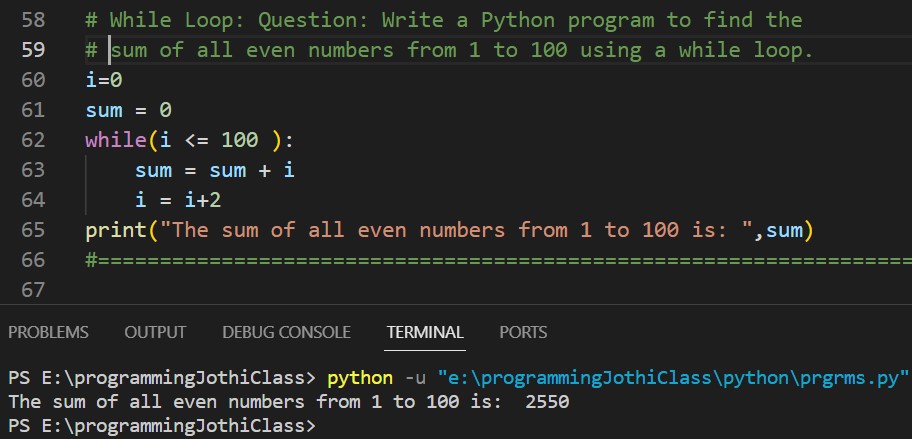 58 # While Loop: Question: Write a Python program to find the
59 # sum of all even numbers from 1 to 100 using a while loop.
60 i=0
61 sum = 0
62 while(i <= 100 ):
63     sum = sum + i
64     i = i+2
65 print("The sum of all even numbers from 1 to 100 is: ",sum)
66 #==================================================================
67
PROBLEMS OUTPUT DEBUG CONSOLE TERMINAL PORTS
PS E:\programmingJothiClass> python -u "e:\programmingJothiClass\python\prgrms.py"
The sum of all even numbers from 1 to 100 is:  2550
PS E:\programmingJothiClass>